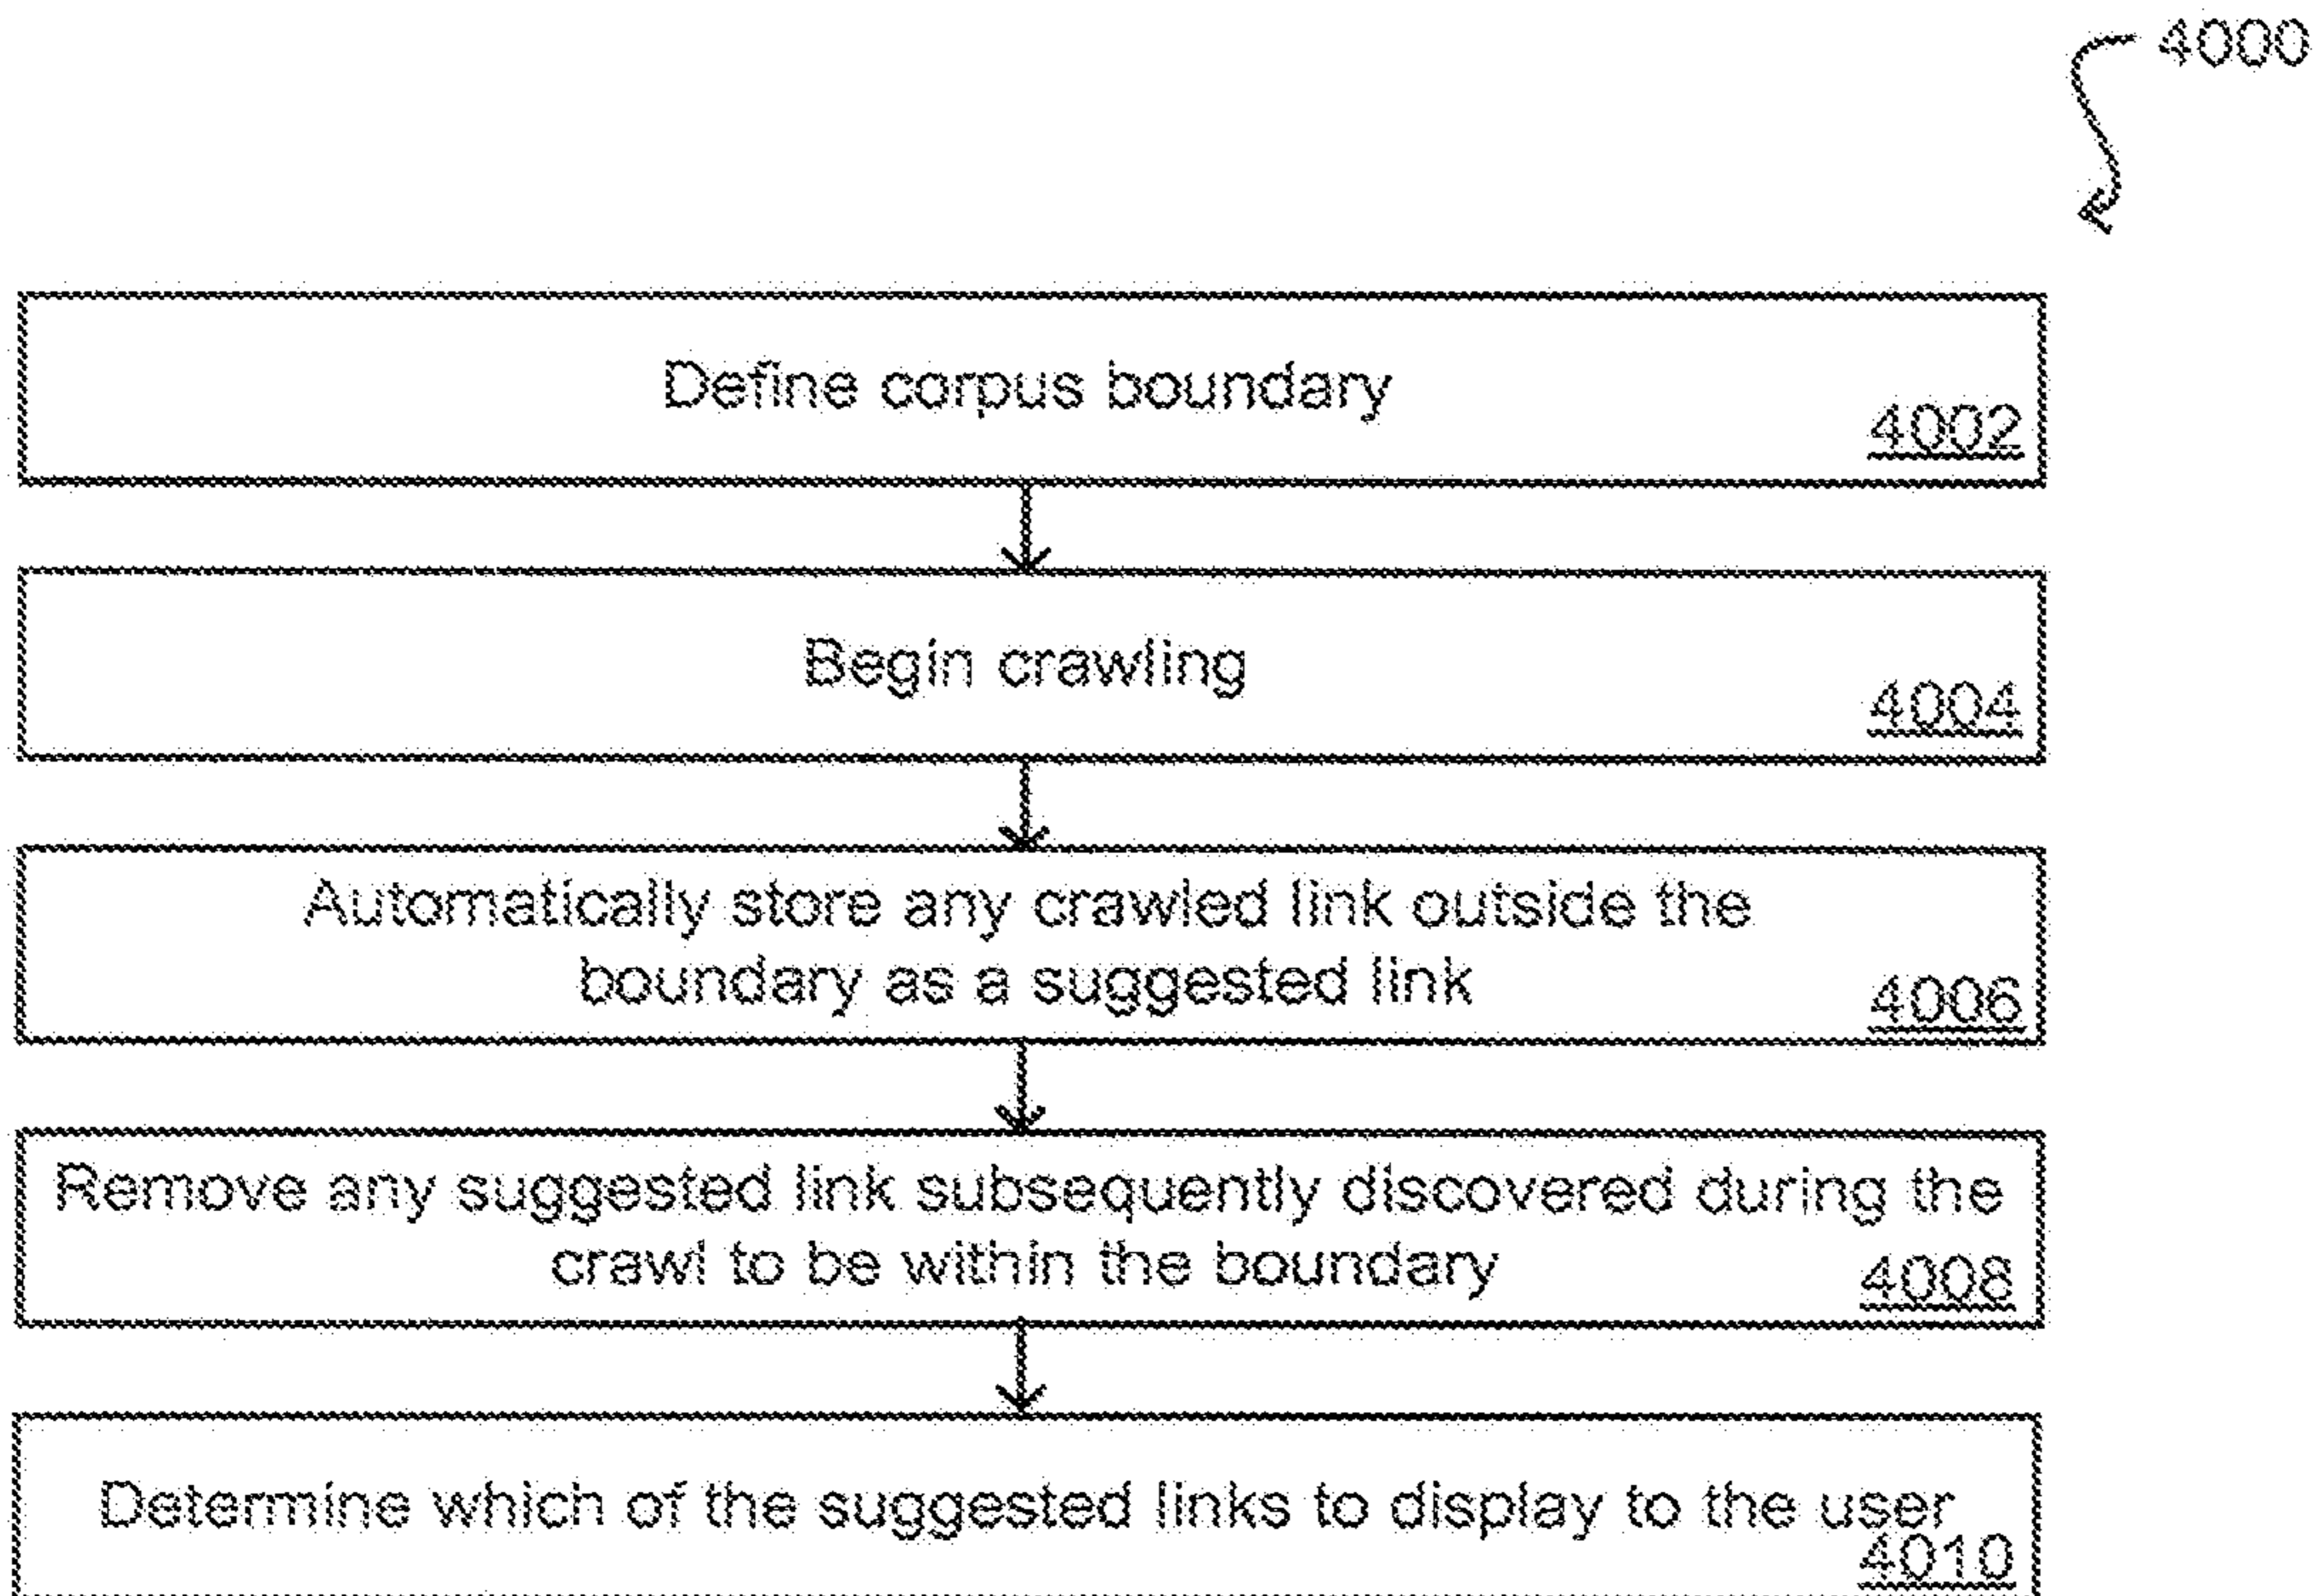 4000
Define corpus boundary
4002
Begin crawling
4004
Automatically store any crawled link outside the
boundary as a suggested link
4006
Remove any suggested link subsequently discovered during the
crawl to be within the boundary
4008
Determine which of the suggested links to display to the user
4010